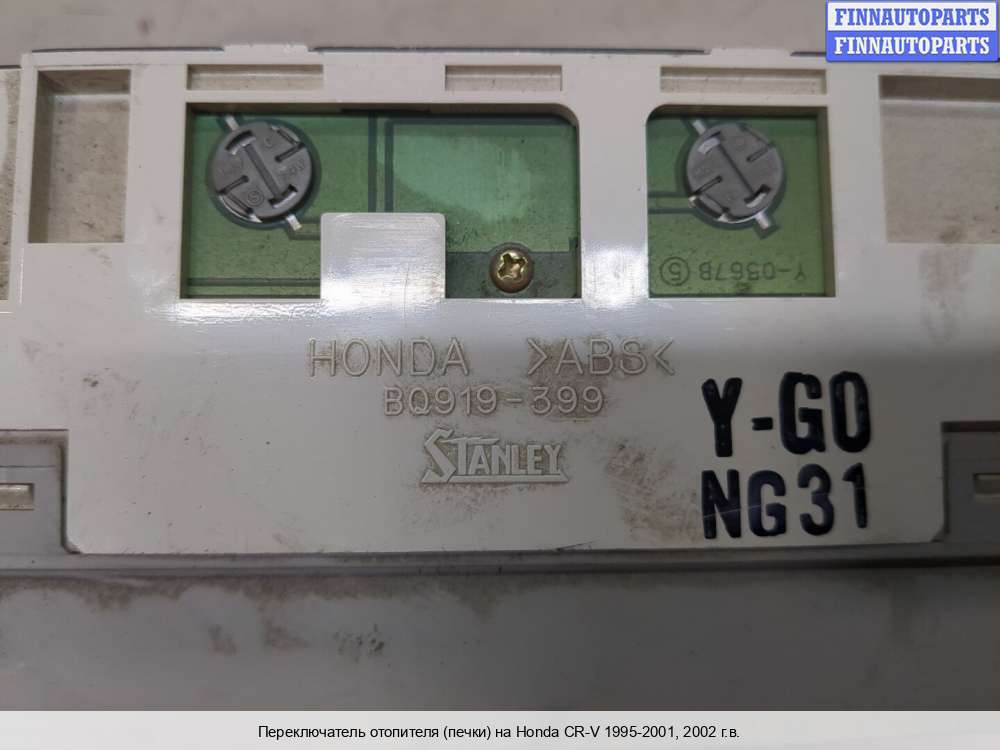 FINNAUTOPARTS
FINNAUTOPARTS
Y-0567B 5
HONDA >ABS<
BQ919-399
STANLEY
Y-GO
NG31
Переключатель отопителя (печки) на Honda CR-V 1995-2001, 2002 г.в.